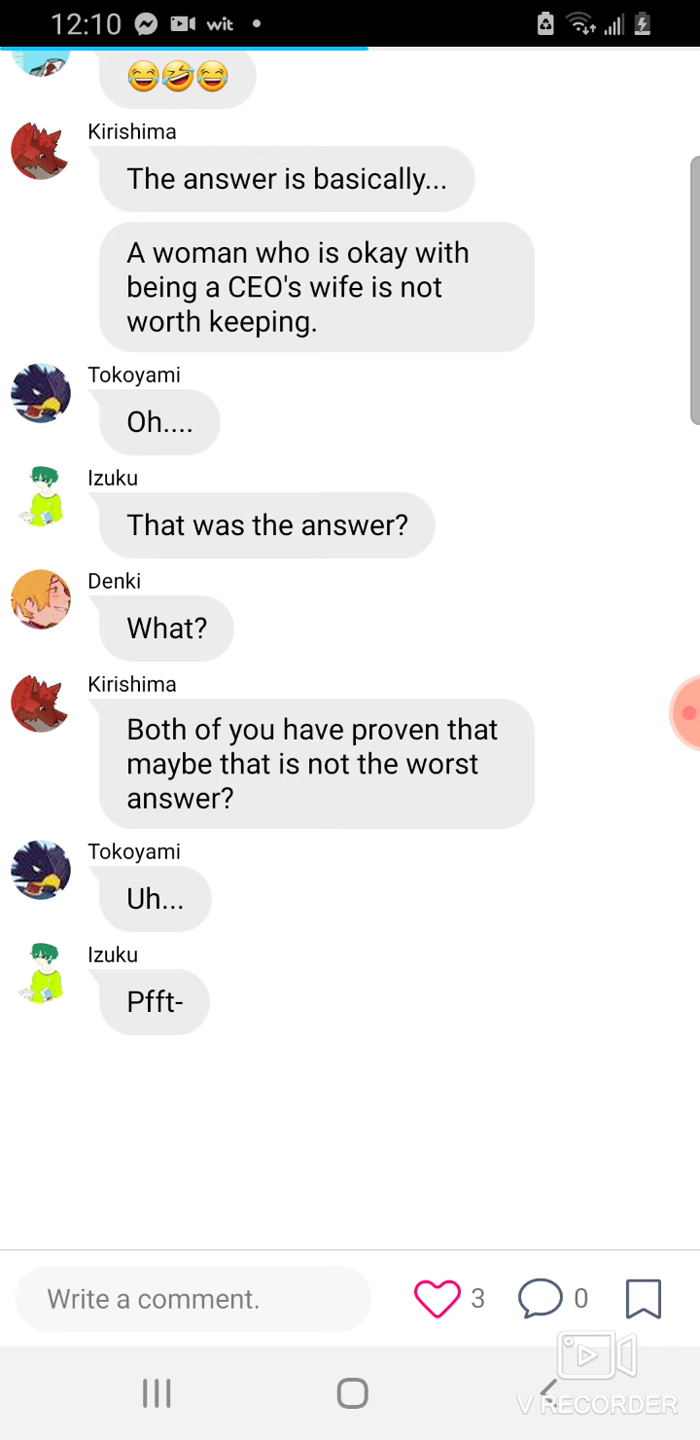 12:10 wit
😂🤣😂
Kirishima
The answer is basically...
A woman who is okay with
being a CEO's wife is not
worth keeping.
Tokoyami
Oh....
Izuku
That was the answer?
Denki
What?
Kirishima
Both of you have proven that
maybe that is not the worst
answer?
Tokoyami
Uh...
Izuku
Pfft-
Write a comment. 3 0
V RECORDER